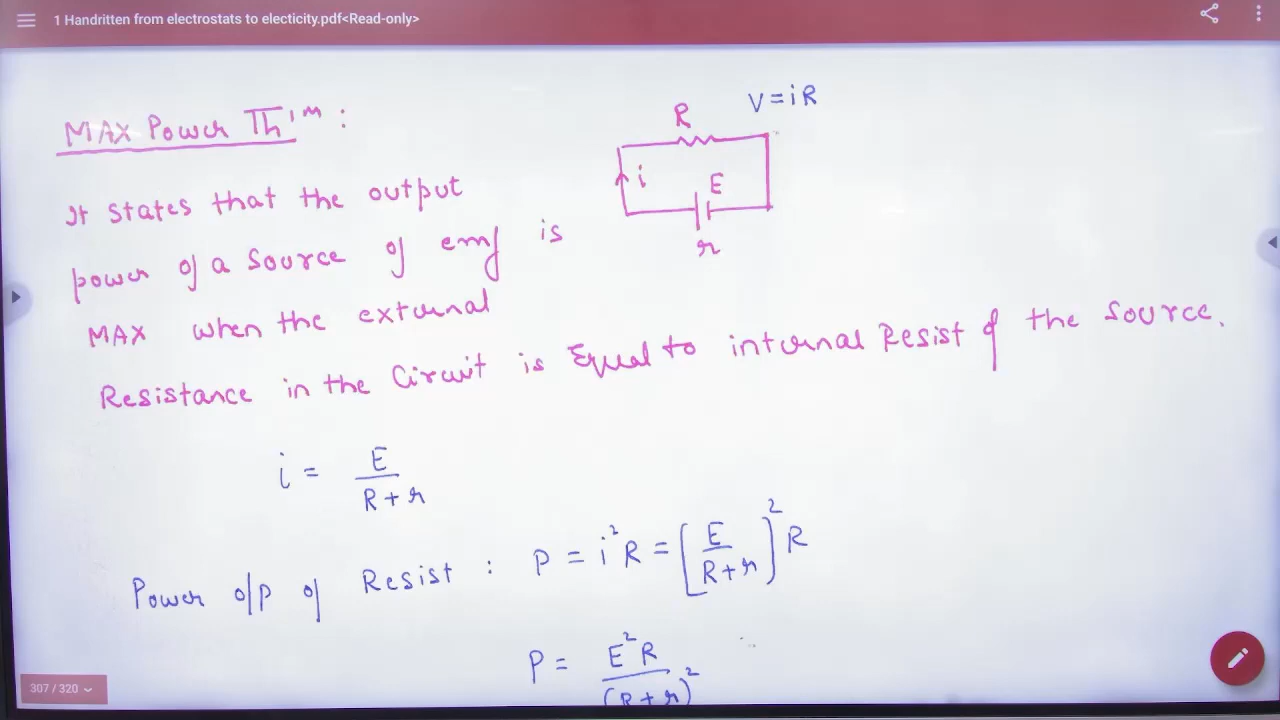 1 Handritten from electrostats to electicity.pdf<Read-only>
MAX Power Th'm :
R
V = iR
i
E
r
It states that the output
power of a source of emf is
MAX when the external
Resistance in the Circuit is Equal to internal Resist of the source.
i = E / R + r
Power o/p of Resist : P = i²R = [E / R + r]² R
P = E²R / (R + r)²
307 / 320